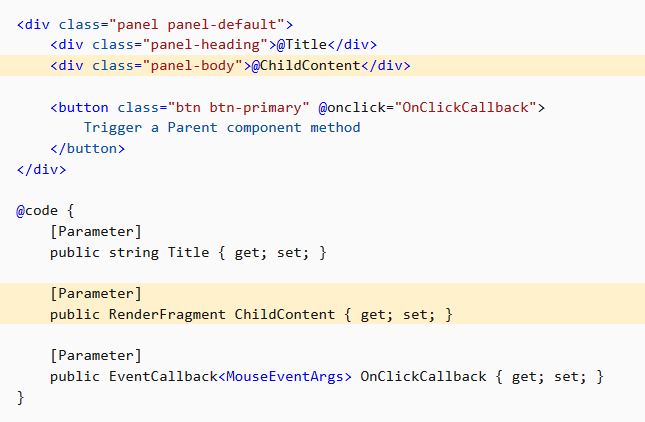 <div class="panel panel-default">
    <div class="panel-heading">@Title</div>
    <div class="panel-body">@ChildContent</div>

    <button class="btn btn-primary" @onclick="OnClickCallback">
        Trigger a Parent component method
    </button>
</div>

@code {
    [Parameter]
    public string Title { get; set; }

    [Parameter]
    public RenderFragment ChildContent { get; set; }

    [Parameter]
    public EventCallback<MouseEventArgs> OnClickCallback { get; set; }
}